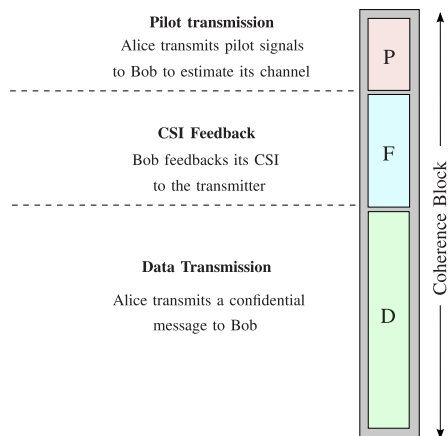 Pilot transmission
Alice transmits pilot signals
to Bob to estimate its channel
P
CSI Feedback
Bob feedbacks its CSI
to the transmitter
F
Data Transmission
Alice transmits a confidential
message to Bob
D
Coherence Block